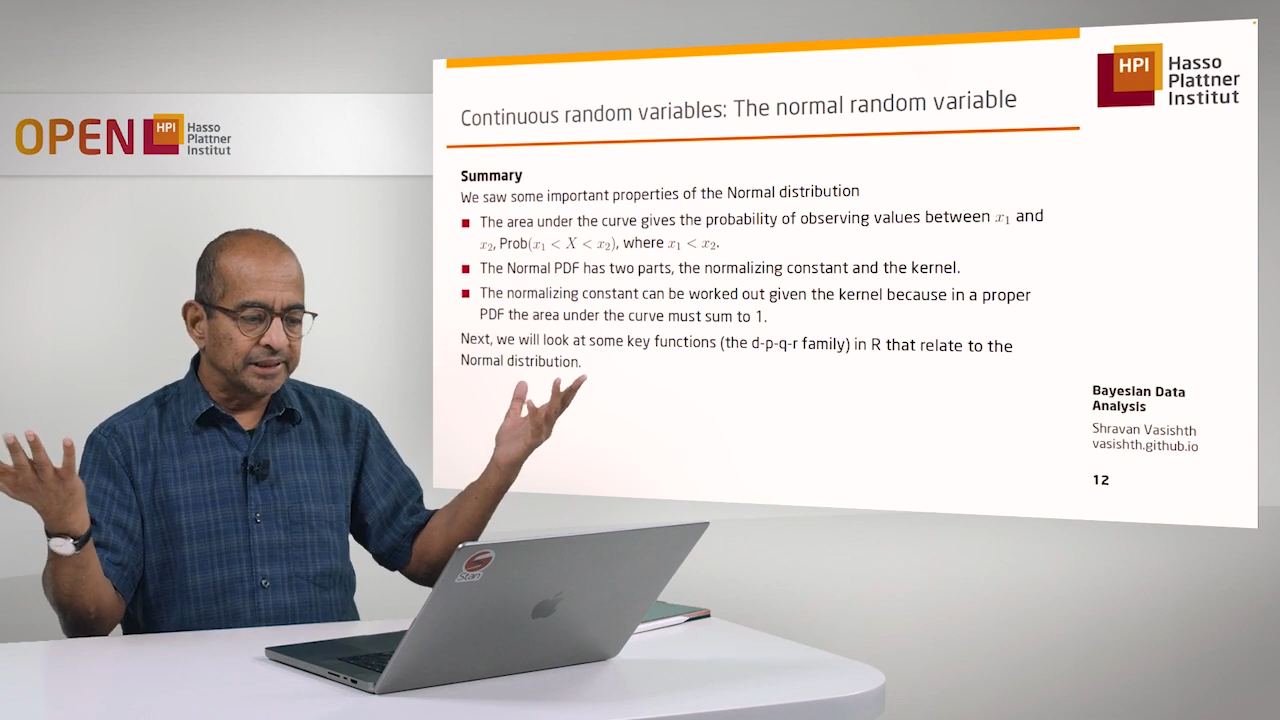 OPEN HPI Hasso
Plattner
Institut
Continuous random variables: The normal random variable
HPI Hasso
Plattner
Institut
Summary
We saw some important properties of the Normal distribution
The area under the curve gives the probability of observing values between x₁ and
x₂, Prob(x₁ < X < x₂), where x₁ < x₂.
The Normal PDF has two parts, the normalizing constant and the kernel.
The normalizing constant can be worked out given the kernel because in a proper
PDF the area under the curve must sum to 1.
Next, we will look at some key functions (the d-p-q-r family) in R that relate to the
Normal distribution.
Bayesian Data
Analysis
Shravan Vasishth
vasishth.github.io
12
Stan